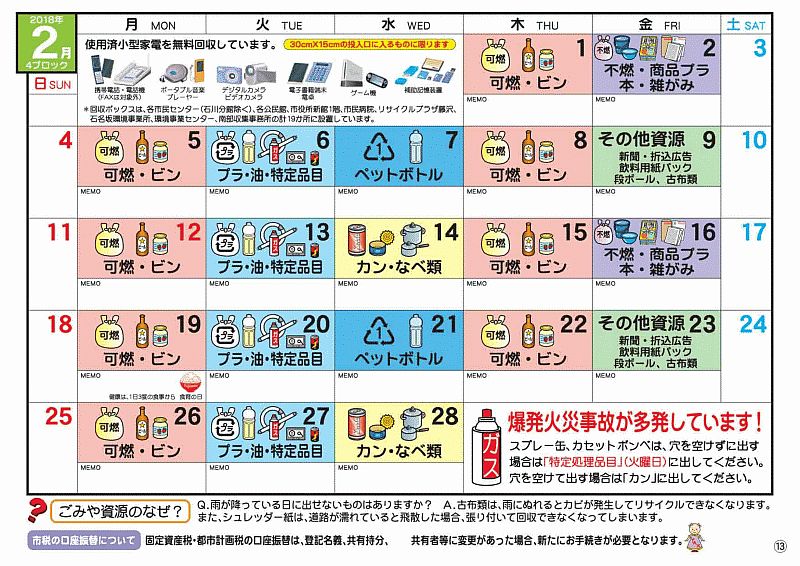 2018年
2月
4ブロック
日 SUN
月 MON
火 TUE
水 WED
木 THU
金 FRI
土 SAT
使用済小型家電を無料回収しています。
30cm×15cmの投入口に入るものに限ります
携帯電話・電話機
(FAXは対象外)
ポータブル音楽
プレーヤー
デジタルカメラ
ビデオカメラ
電子書籍端末
電卓
ゲーム機
補助記憶装置
＊回収ボックスは、各市民センター(石川分館除く)、各公民館、市役所新館1階、市民病院、リサイクルプラザ藤沢、
石名坂環境事業所、環境事業センター、南部収集事務所の計19か所に設置しています。
可燃 1
可燃・ビン
MEMO
不燃 2
不燃・商品プラ
本・雑がみ
MEMO
3
4
可燃 5
可燃・ビン
MEMO
プラ 6
プラ・油・特定品目
MEMO
1 7
ペットボトル
MEMO
可燃 8
可燃・ビン
MEMO
その他資源 9
新聞・折込広告
飲料用紙パック
段ボール、古布類
MEMO
10
11
可燃 12
可燃・ビン
MEMO
プラ 13
プラ・油・特定品目
MEMO
14
カン・なべ類
MEMO
可燃 15
可燃・ビン
MEMO
不燃 16
不燃・商品プラ
本・雑がみ
MEMO
17
18
可燃 19
可燃・ビン
MEMO
健康は、1日3度の食事から 食育の日
プラ 20
プラ・油・特定品目
MEMO
1 21
ペットボトル
MEMO
可燃 22
可燃・ビン
MEMO
その他資源 23
新聞・折込広告
飲料用紙パック
段ボール、古布類
MEMO
24
25
可燃 26
可燃・ビン
MEMO
プラ 27
プラ・油・特定品目
MEMO
28
カン・なべ類
MEMO
ガス
爆発火災事故が多発しています！
スプレー缶、カセットボンベは、穴を空けずに出す
場合は「特定処理品目」(火曜日)に出してください。
穴を空けて出す場合は「カン」に出してください。
？ ごみや資源のなぜ？
Q.雨が降っている日に出せないものはありますか？ A.古布類は、雨にぬれるとカビが発生してリサイクルできなくなります。
また、シュレッダー紙は、道路が濡れていると飛散した場合、張り付いて回収できなくなってしまいます。
市税の口座振替について
固定資産税・都市計画税の口座振替は、登記名義、共有持分、 共有者等に変更があった場合、新たにお手続きが必要となります。
⑬